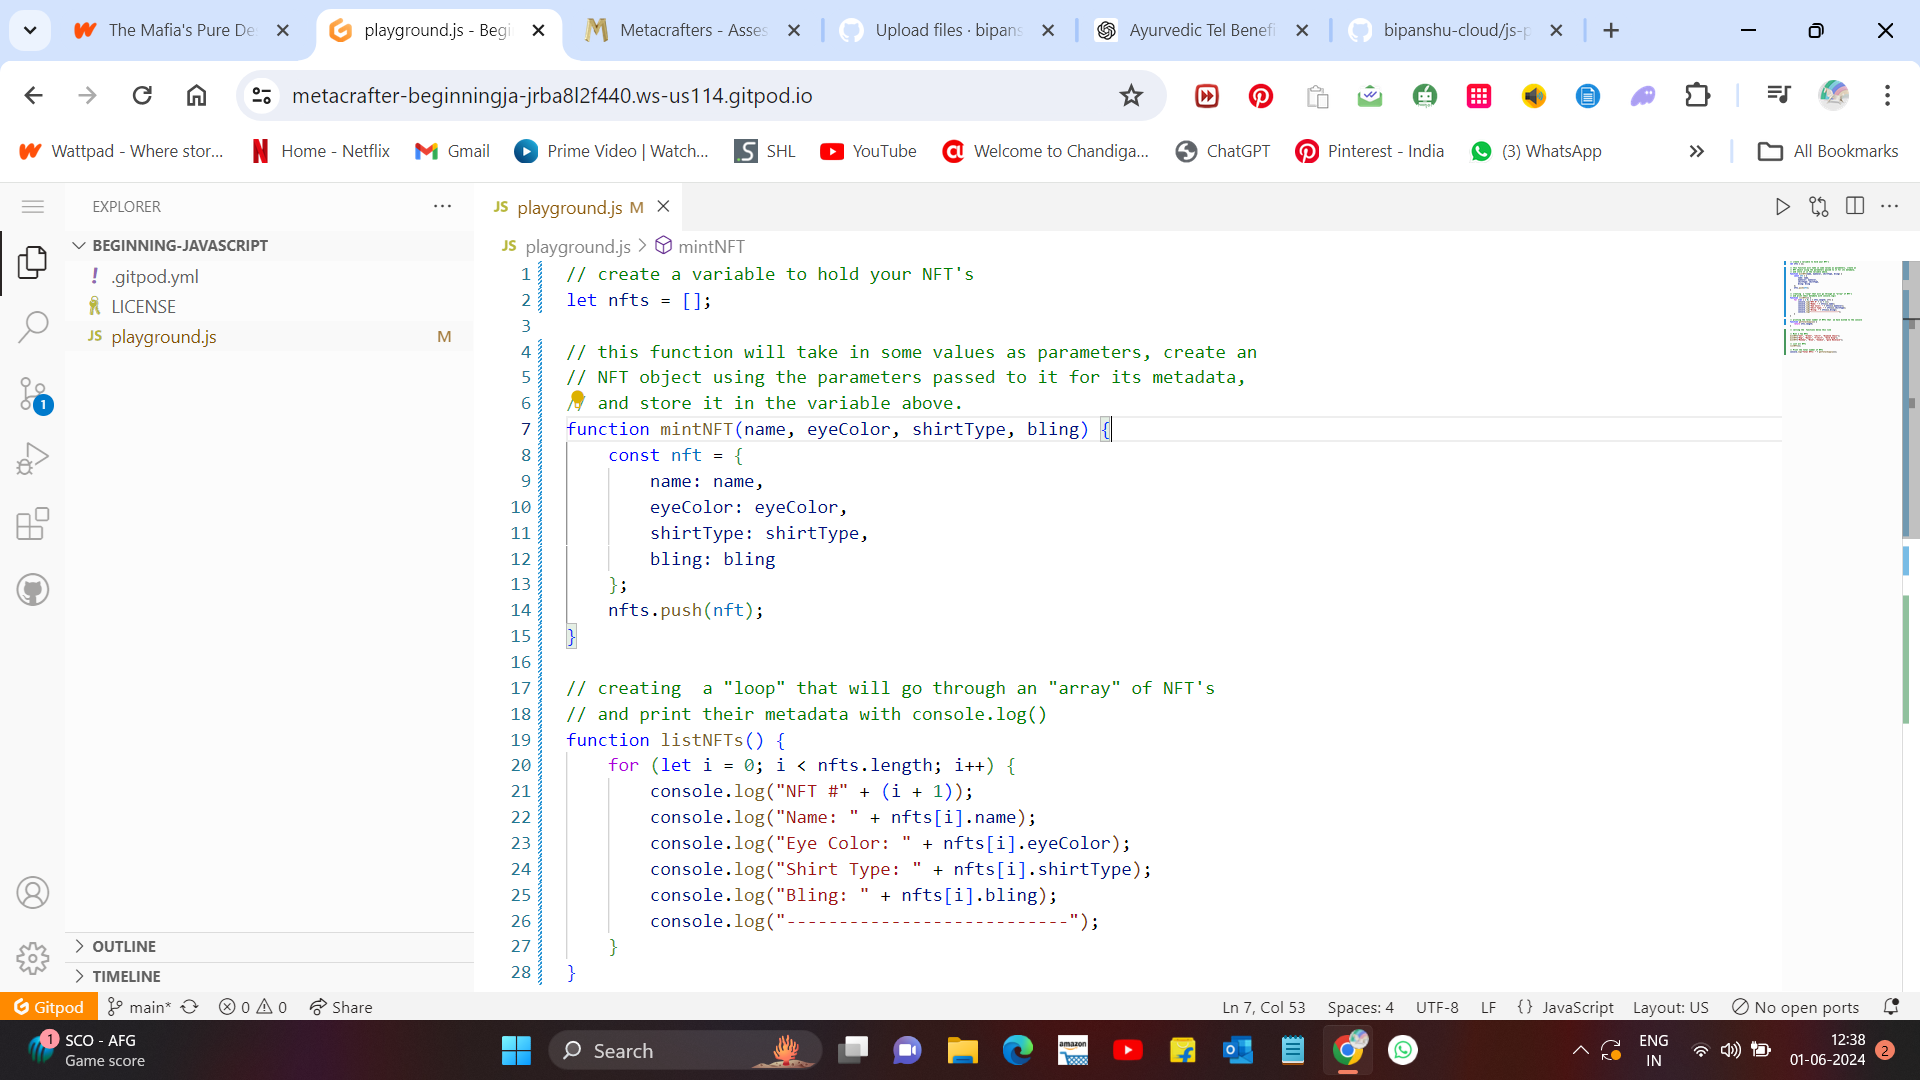 The Mafia's Pure De
playground.js - Begi
Metacrafters - Asses
Upload files · bipans
Ayurvedic Tel Benefi
bipanshu-cloud/js-p
metacrafter-beginningja-jrba8l2f440.ws-us114.gitpod.io
Wattpad - Where stor...
Home - Netflix
Gmail
Prime Video | Watch...
SHL
YouTube
Welcome to Chandiga...
ChatGPT
Pinterest - India
(3) WhatsApp
All Bookmarks
EXPLORER
BEGINNING-JAVASCRIPT
.gitpod.yml
LICENSE
JS playground.js M
1
OUTLINE
TIMELINE
JS playground.js M
JS playground.js > mintNFT
1 // create a variable to hold your NFT's
2 let nfts = [];
3
4 // this function will take in some values as parameters, create an
5 // NFT object using the parameters passed to it for its metadata,
6 // and store it in the variable above.
7 function mintNFT(name, eyeColor, shirtType, bling) {
8 const nft = {
9 name: name,
10 eyeColor: eyeColor,
11 shirtType: shirtType,
12 bling: bling
13 };
14 nfts.push(nft);
15 }
16
17 // creating  a "loop" that will go through an "array" of NFT's
18 // and print their metadata with console.log()
19 function listNFTs() {
20 for (let i = 0; i < nfts.length; i++) {
21 console.log("NFT #" + (i + 1));
22 console.log("Name: " + nfts[i].name);
23 console.log("Eye Color: " + nfts[i].eyeColor);
24 console.log("Shirt Type: " + nfts[i].shirtType);
25 console.log("Bling: " + nfts[i].bling);
26 console.log("---------------------------");
27 }
28 }
Gitpod
main*
0
0
Share
Ln 7, Col 53
Spaces: 4
UTF-8
LF
{} JavaScript
Layout: US
No open ports
1
SCO - AFG
Game score
Search
amazon
ENG
IN
12:38
01-06-2024
2